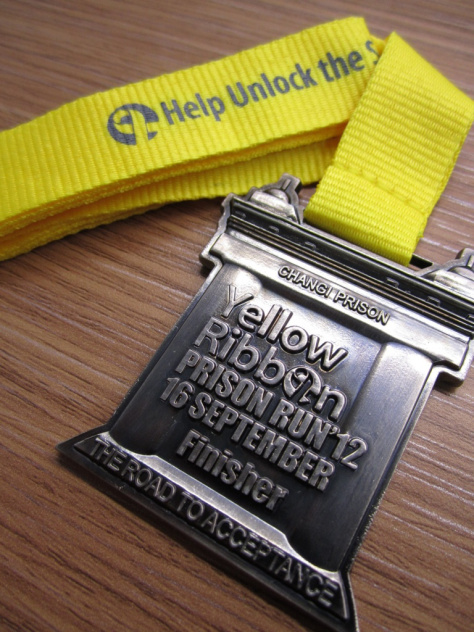 Help Unlock the S
CHANGI PRISON
Yellow
Ribbon
PRISON RUN'12
16 SEPTEMBER
Finisher
THE ROAD TO ACCEPTANCE